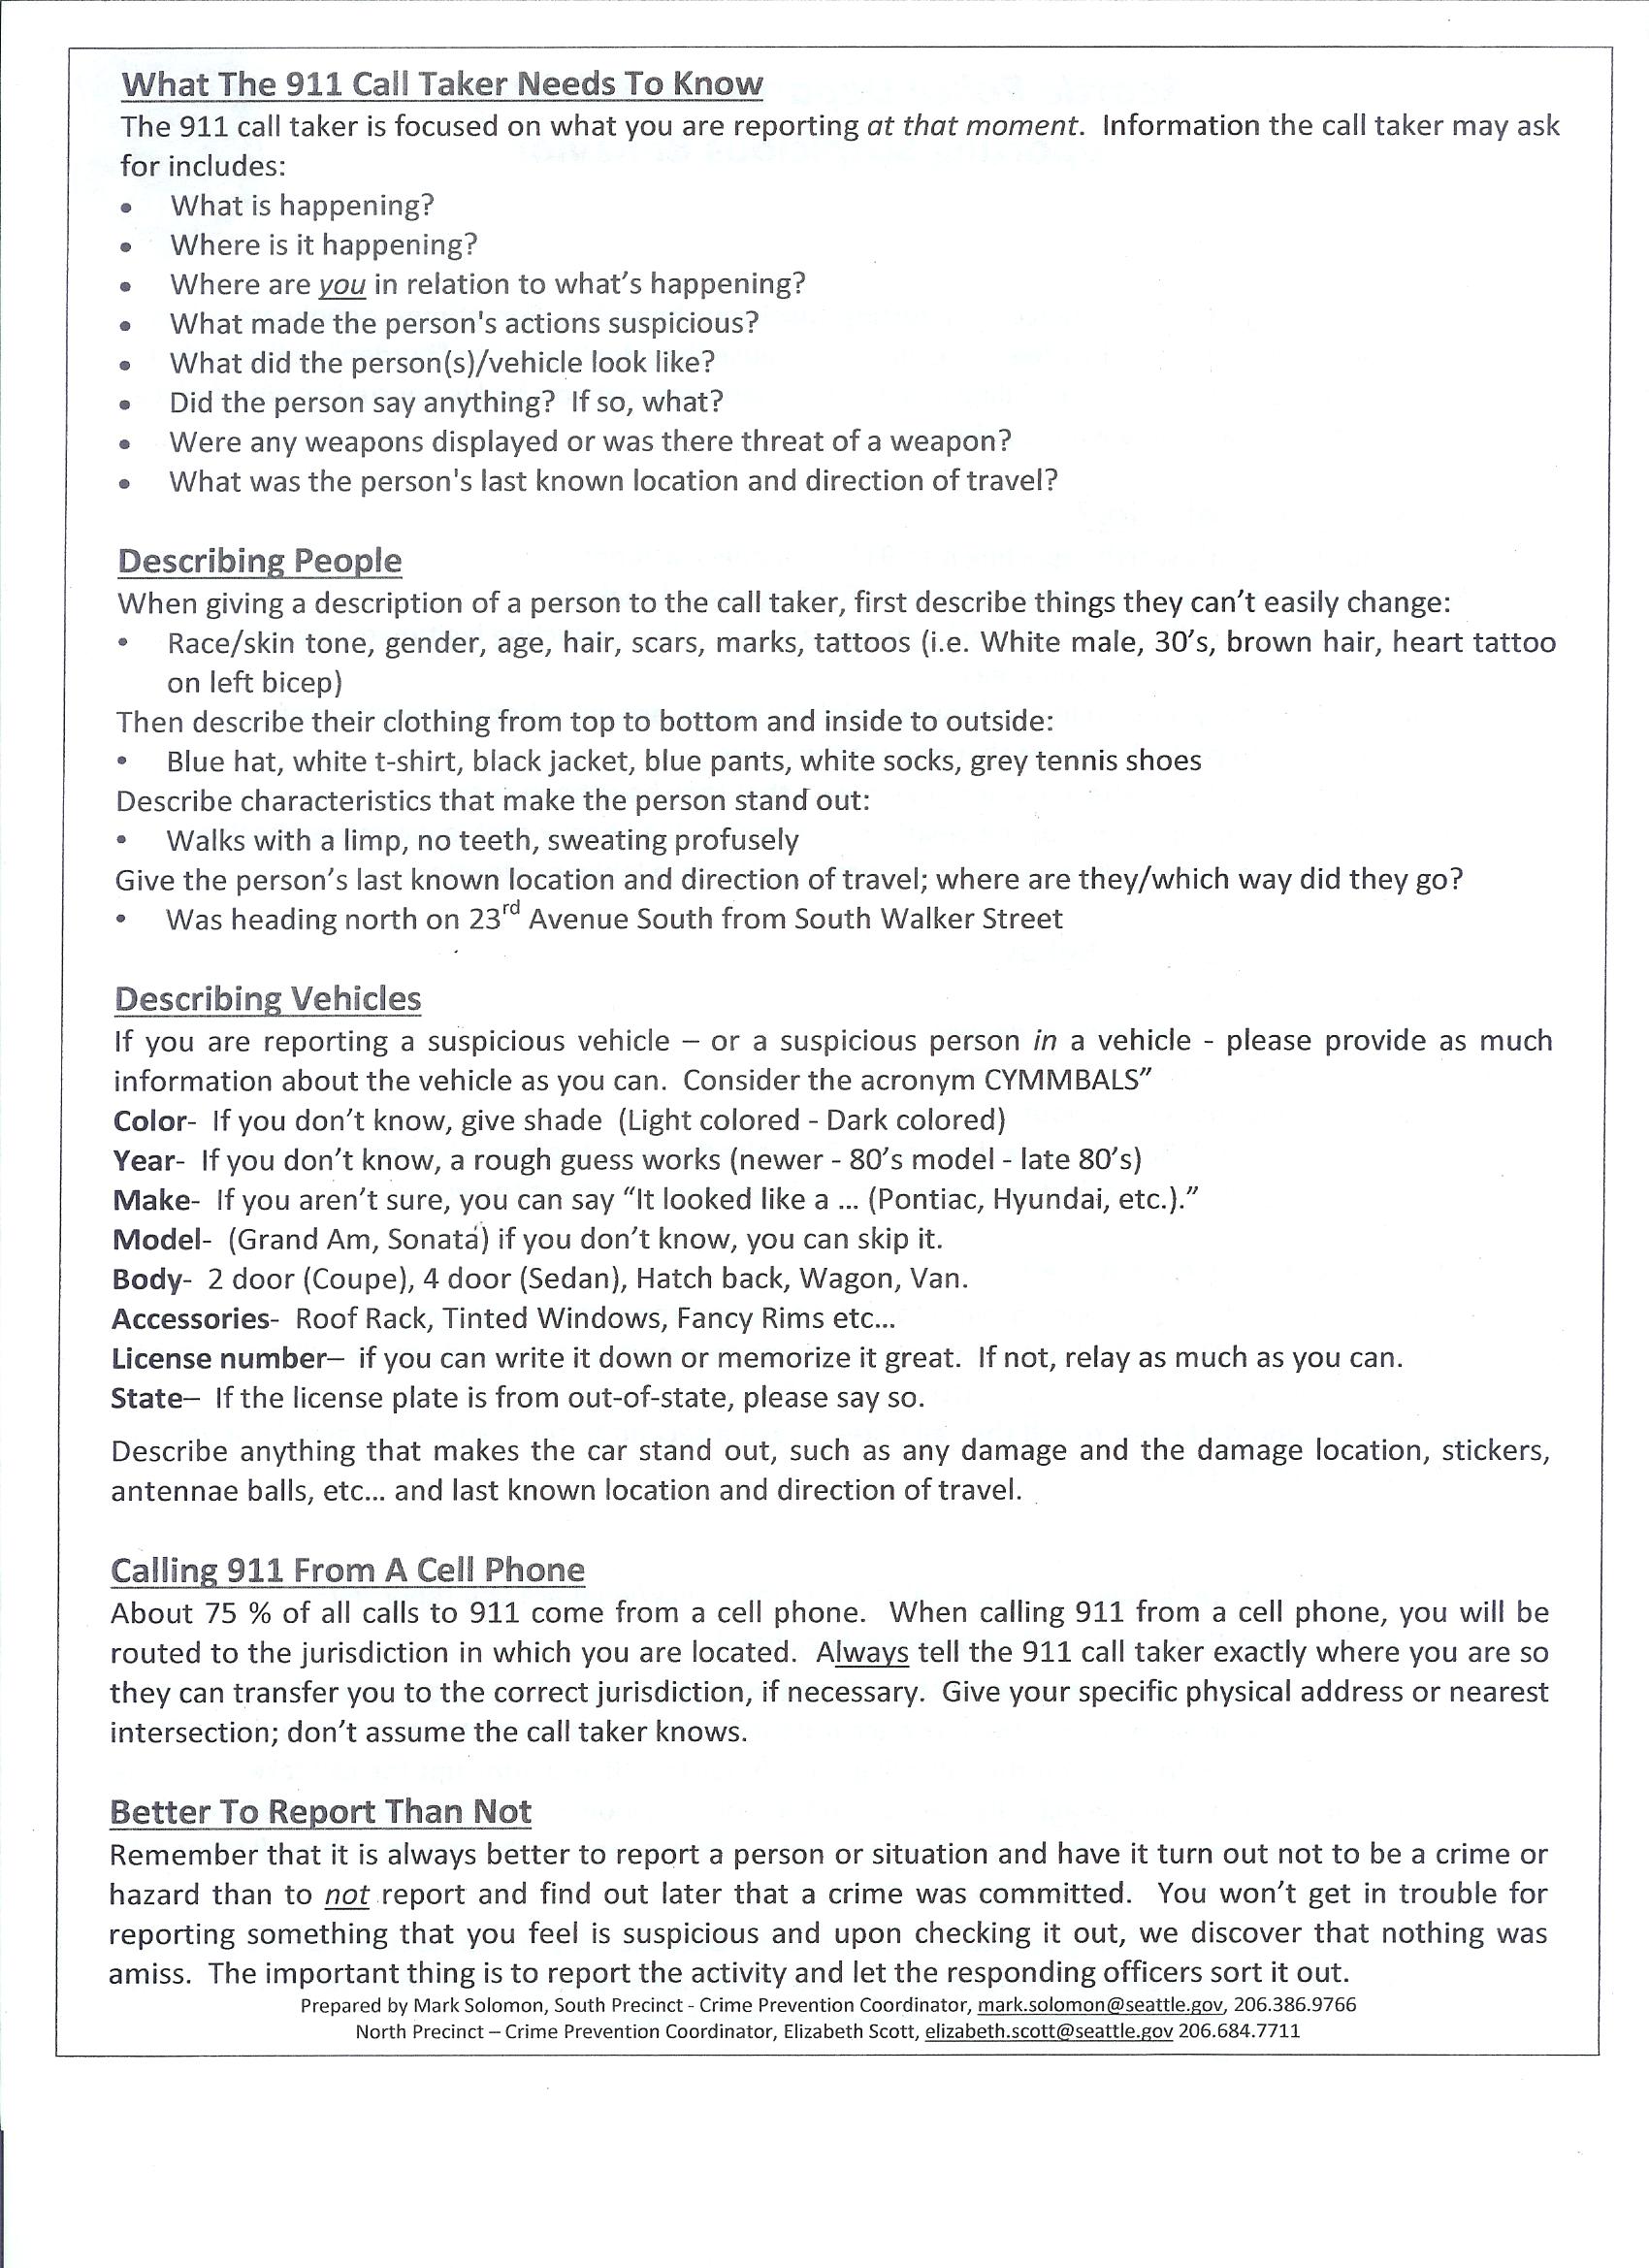 What The 911 Call Taker Needs To Know
The 911 call taker is focused on what you are reporting at that moment.  Information the call taker may ask
for includes:
•	What is happening?
•	Where is it happening?
•	Where are you in relation to what's happening?
•	What made the person's actions suspicious?
•	What did the person(s)/vehicle look like?
•	Did the person say anything?  If so, what?
•	Were any weapons displayed or was there threat of a weapon?
•	What was the person's last known location and direction of travel?
Describing People
When giving a description of a person to the call taker, first describe things they can't easily change:
•	Race/skin tone, gender, age, hair, scars, marks, tattoos (i.e. White male, 30's, brown hair, heart tattoo
on left bicep)
Then describe their clothing from top to bottom and inside to outside:
•	Blue hat, white t-shirt, black jacket, blue pants, white socks, grey tennis shoes
Describe characteristics that make the person stand out:
•	Walks with a limp, no teeth, sweating profusely
Give the person's last known location and direction of travel; where are they/which way did they go?
•	Was heading north on 23rd Avenue South from South Walker Street
Describing Vehicles
If you are reporting a suspicious vehicle – or a suspicious person in a vehicle - please provide as much
information about the vehicle as you can.  Consider the acronym CYMMBALS”
Color-  If you don't know, give shade  (Light colored - Dark colored)
Year-  If you don't know, a rough guess works (newer - 80's model - late 80's)
Make-  If you aren't sure, you can say “It looked like a ... (Pontiac, Hyundai, etc.).”
Model-  (Grand Am, Sonata) if you don't know, you can skip it.
Body-  2 door (Coupe), 4 door (Sedan), Hatch back, Wagon, Van.
Accessories-  Roof Rack, Tinted Windows, Fancy Rims etc...
License number–  if you can write it down or memorize it great.  If not, relay as much as you can.
State–  If the license plate is from out-of-state, please say so.
Describe anything that makes the car stand out, such as any damage and the damage location, stickers,
antennae balls, etc... and last known location and direction of travel.
Calling 911 From A Cell Phone
About 75 % of all calls to 911 come from a cell phone.  When calling 911 from a cell phone, you will be
routed to the jurisdiction in which you are located.  Always tell the 911 call taker exactly where you are so
they can transfer you to the correct jurisdiction, if necessary.  Give your specific physical address or nearest
intersection; don't assume the call taker knows.
Better To Report Than Not
Remember that it is always better to report a person or situation and have it turn out not to be a crime or
hazard than to not report and find out later that a crime was committed.  You won't get in trouble for
reporting something that you feel is suspicious and upon checking it out, we discover that nothing was
amiss.  The important thing is to report the activity and let the responding officers sort it out.
Prepared by Mark Solomon, South Precinct - Crime Prevention Coordinator, mark.solomon@seattle.gov, 206.386.9766
North Precinct – Crime Prevention Coordinator, Elizabeth Scott, elizabeth.scott@seattle.gov 206.684.7711